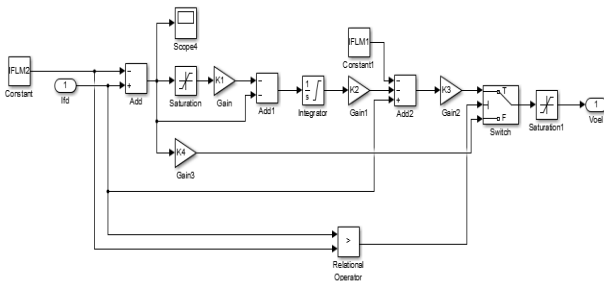 Scope4
IFLM2
Constant
1
Ifd
−
+
Add
Saturation
K1
Gain
−
−
Add1
1
s
Integrator
IFLM1
Constant1
K2
Gain1
−
−
+
Add2
K3
Gain2
T
F
Switch
Saturation1
1
Voel
K4
Gain3
>
Relational
Operator